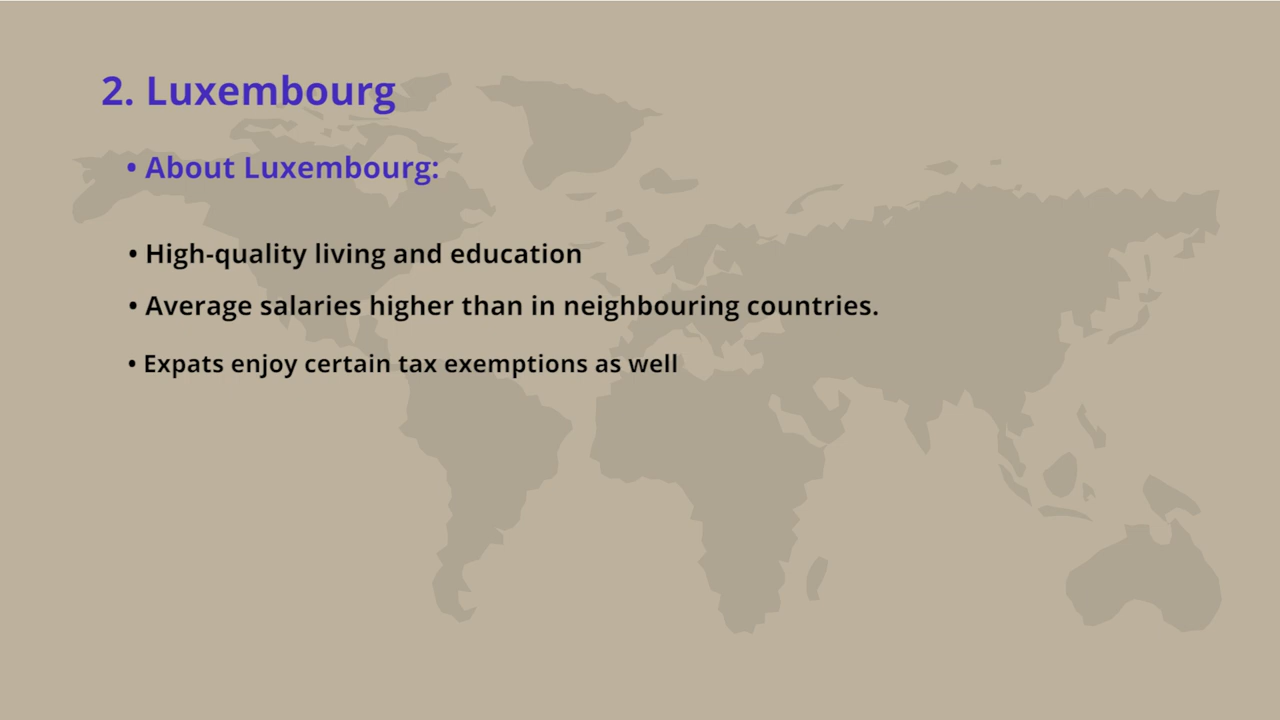 2. Luxembourg
• About Luxembourg:
• High-quality living and education
• Average salaries higher than in neighbouring countries.
• Expats enjoy certain tax exemptions as well